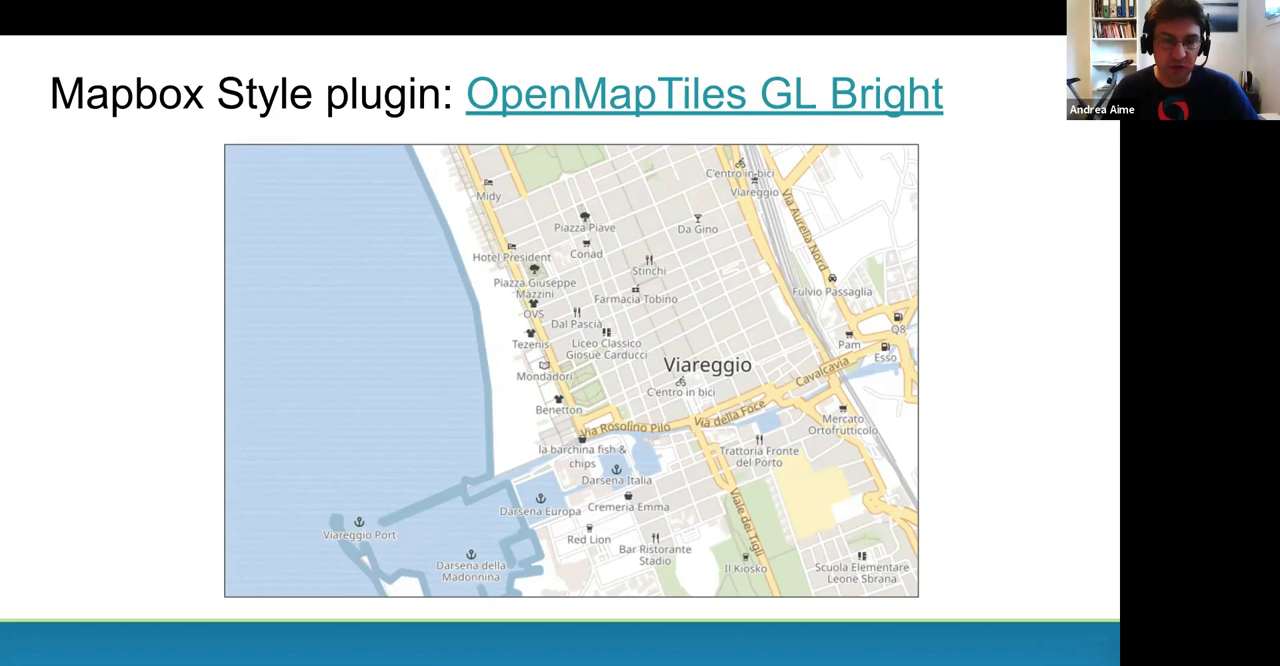 Mapbox Style plugin: OpenMapTiles GL Bright
Andrea Aime
C'entro in bici
Viareggio
Midy
Via Aurelia Nord
Piazza Piave
Da Gino
Conad
Hotel President
Stinchi
Piazza Giuseppe
Mazzini
Farmacia Tobino
Fulvio Passaglia
OVS
Dal Pascia
Q8
Tezenis
Liceo Classico
Giosuè Carducci
Pam
Esso
Viareggio
Mondadori
Cavalcavia
C'entro in bici
Benetton
Via della Foce
Mercato
Ortofrutticolo
Via Rosolino Pilo
la barchina fish &
chips
Trattoria Fronte
del Porto
Darsena Italia
Cremeria Emma
Darsena Europa
Viale dei Tigli
Viareggio Port
Red Lion
Bar Ristorante
Stadio
Darsena della
Madonnina
Il Kiosko
Scuola Elementare
Leone Sbrana